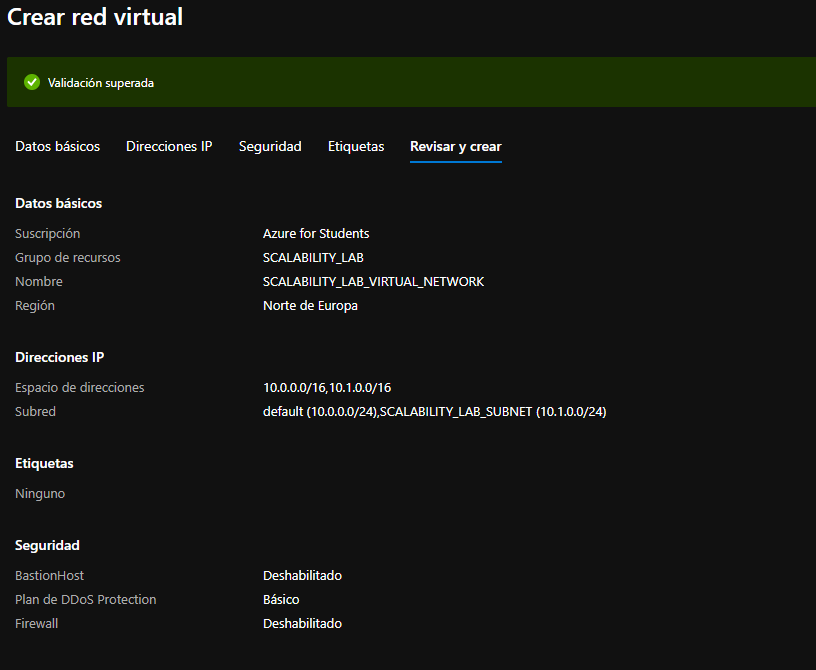 Crear red virtual
Validación superada
Datos básicos Direcciones IP Seguridad Etiquetas Revisar y crear
Datos básicos
Suscripción Azure for Students
Grupo de recursos SCALABILITY_LAB
Nombre SCALABILITY_LAB_VIRTUAL_NETWORK
Región Norte de Europa
Direcciones IP
Espacio de direcciones 10.0.0.0/16,10.1.0.0/16
Subred default (10.0.0.0/24),SCALABILITY_LAB_SUBNET (10.1.0.0/24)
Etiquetas
Ninguno
Seguridad
BastionHost Deshabilitado
Plan de DDoS Protection Básico
Firewall Deshabilitado